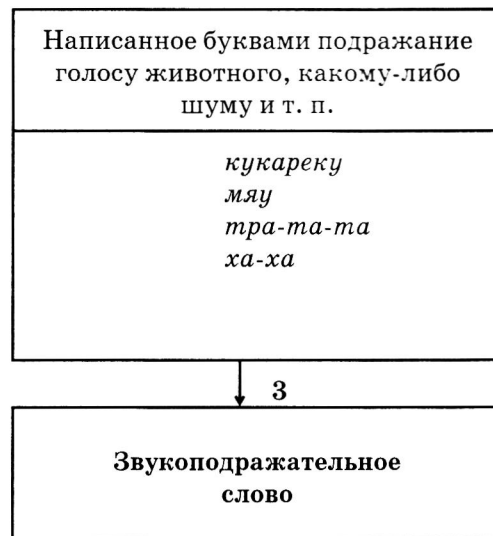 Написанное буквами подражание
голосу животного, какому-либо
шуму и т. п.
кукареку
мяу
тра-та-та
ха-ха
3
Звукоподражательное
слово